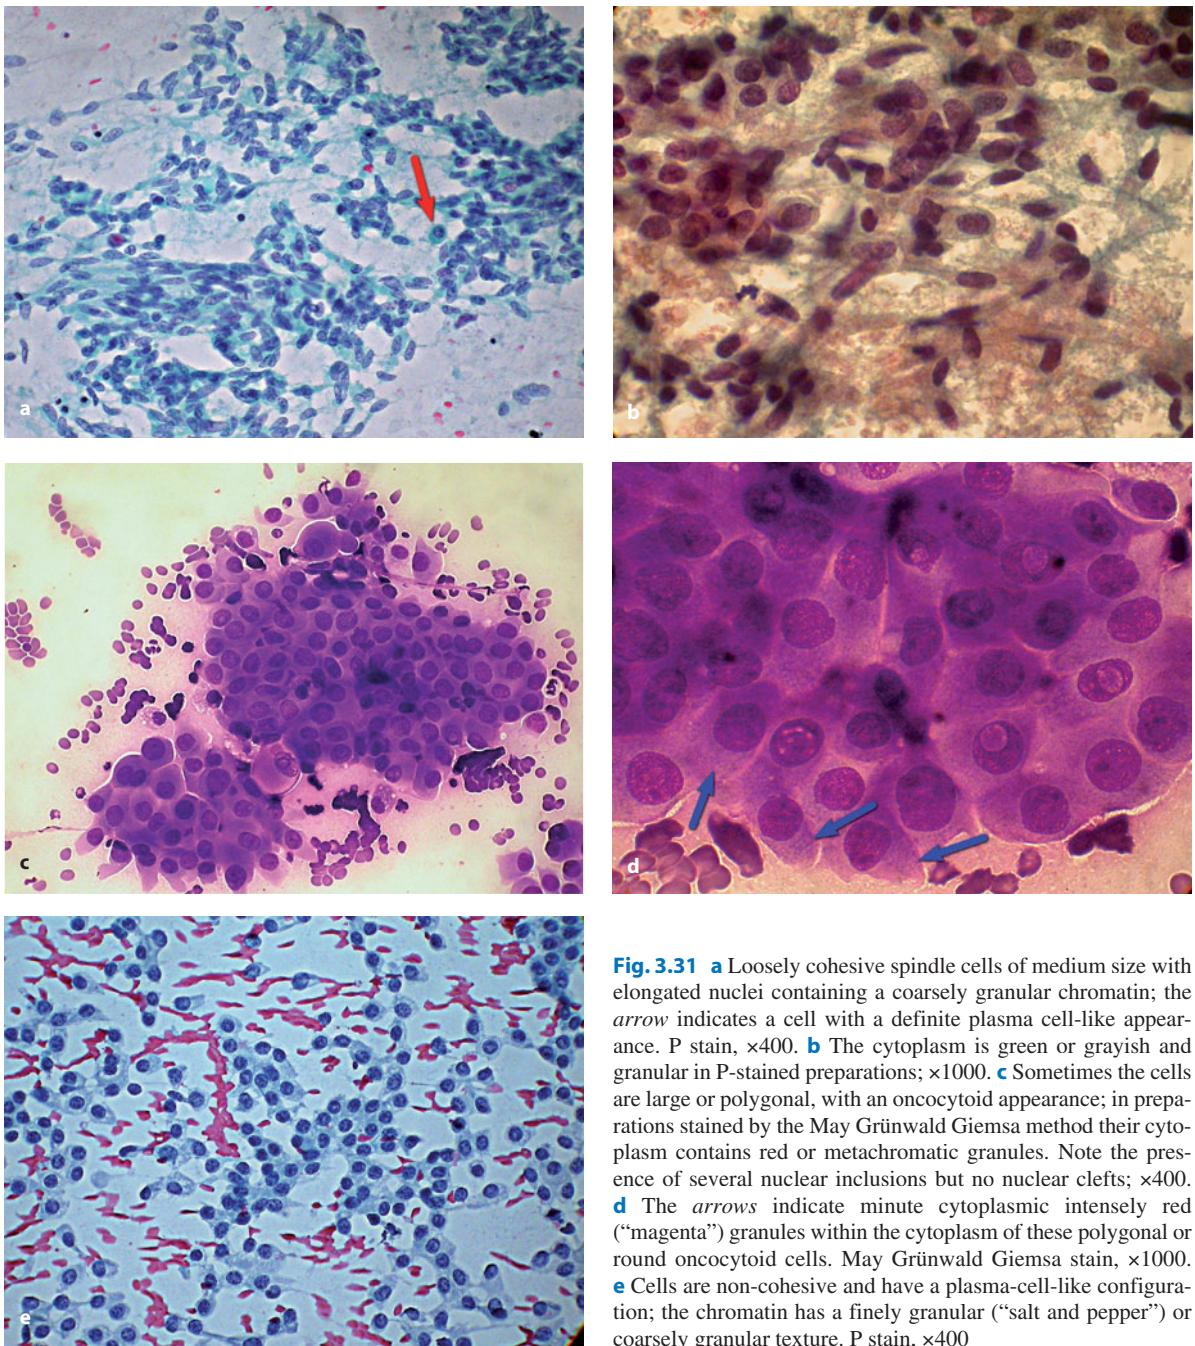 a
b
c
d
e
Fig. 3.31 a Loosely cohesive spindle cells of medium size with
elongated nuclei containing a coarsely granular chromatin; the
arrow indicates a cell with a definite plasma cell-like appear-
ance. P stain, ×400. b The cytoplasm is green or grayish and
granular in P-stained preparations; ×1000. c Sometimes the cells
are large or polygonal, with an oncocytoid appearance; in prepa-
rations stained by the May Grünwald Giemsa method their cyto-
plasm contains red or metachromatic granules. Note the pres-
ence of several nuclear inclusions but no nuclear clefts; ×400.
d The arrows indicate minute cytoplasmic intensely red
(“magenta”) granules within the cytoplasm of these polygonal or
round oncocytoid cells. May Grünwald Giemsa stain, ×1000.
e Cells are non-cohesive and have a plasma-cell-like configura-
tion; the chromatin has a finely granular (“salt and pepper”) or
coarsely granular texture. P stain, ×400